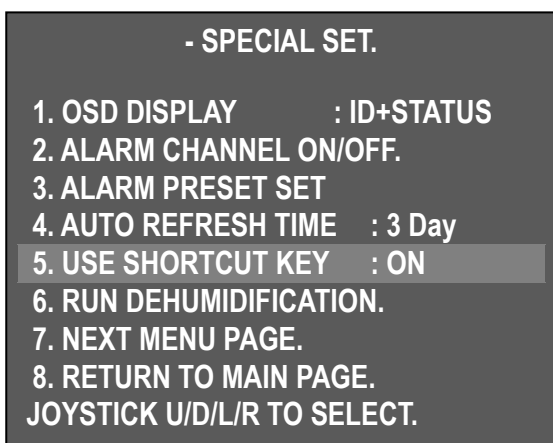 - SPECIAL SET.
1. OSD DISPLAY : ID+STATUS
2. ALARM CHANNEL ON/OFF.
3. ALARM PRESET SET
4. AUTO REFRESH TIME : 3 Day
5. USE SHORTCUT KEY : ON
6. RUN DEHUMIDIFICATION.
7. NEXT MENU PAGE.
8. RETURN TO MAIN PAGE.
JOYSTICK U/D/L/R TO SELECT.